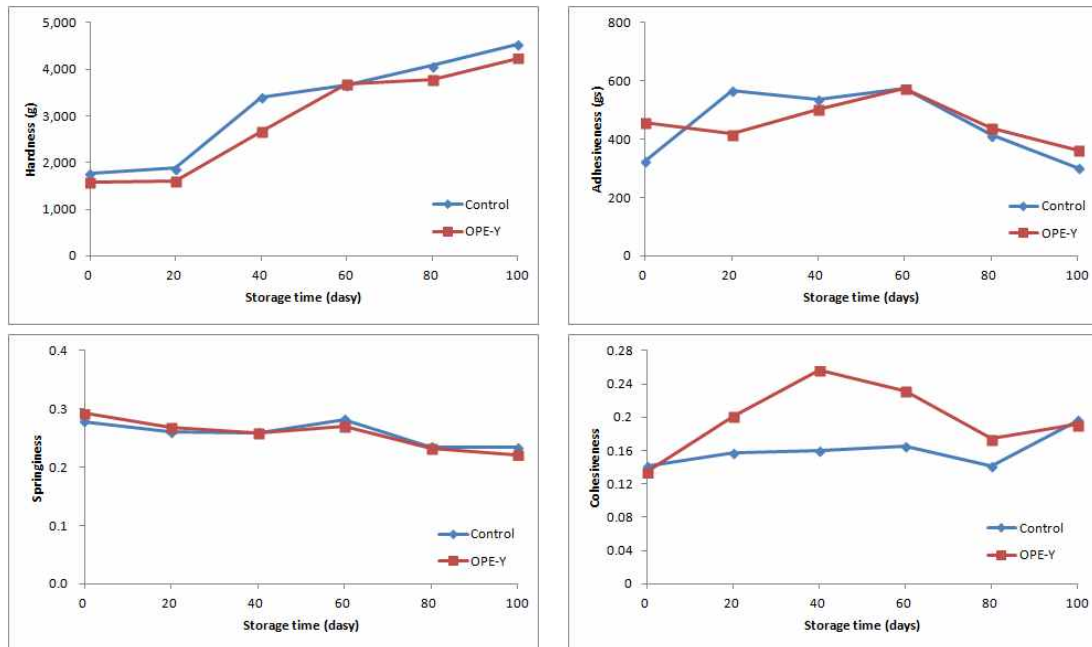 5,000
4,000
3,000
2,000
1,000
0
Hardness (g)
Control
OPE-Y
0 20 40 60 80 100
Storage time (dasy)
800
600
400
200
0
Adhesiveness (gs)
Control
OPE-Y
0 20 40 60 80 100
Storage time (days)
0.4
0.3
0.2
0.1
0.0
Springiness
Control
OPE-Y
0 20 40 60 80 100
Storage time (dasy)
0.28
0.24
0.2
0.16
0.12
0.08
0.04
0
Cohesiveness
Control
OPE-Y
0 20 40 60 80 100
Storage time (days)